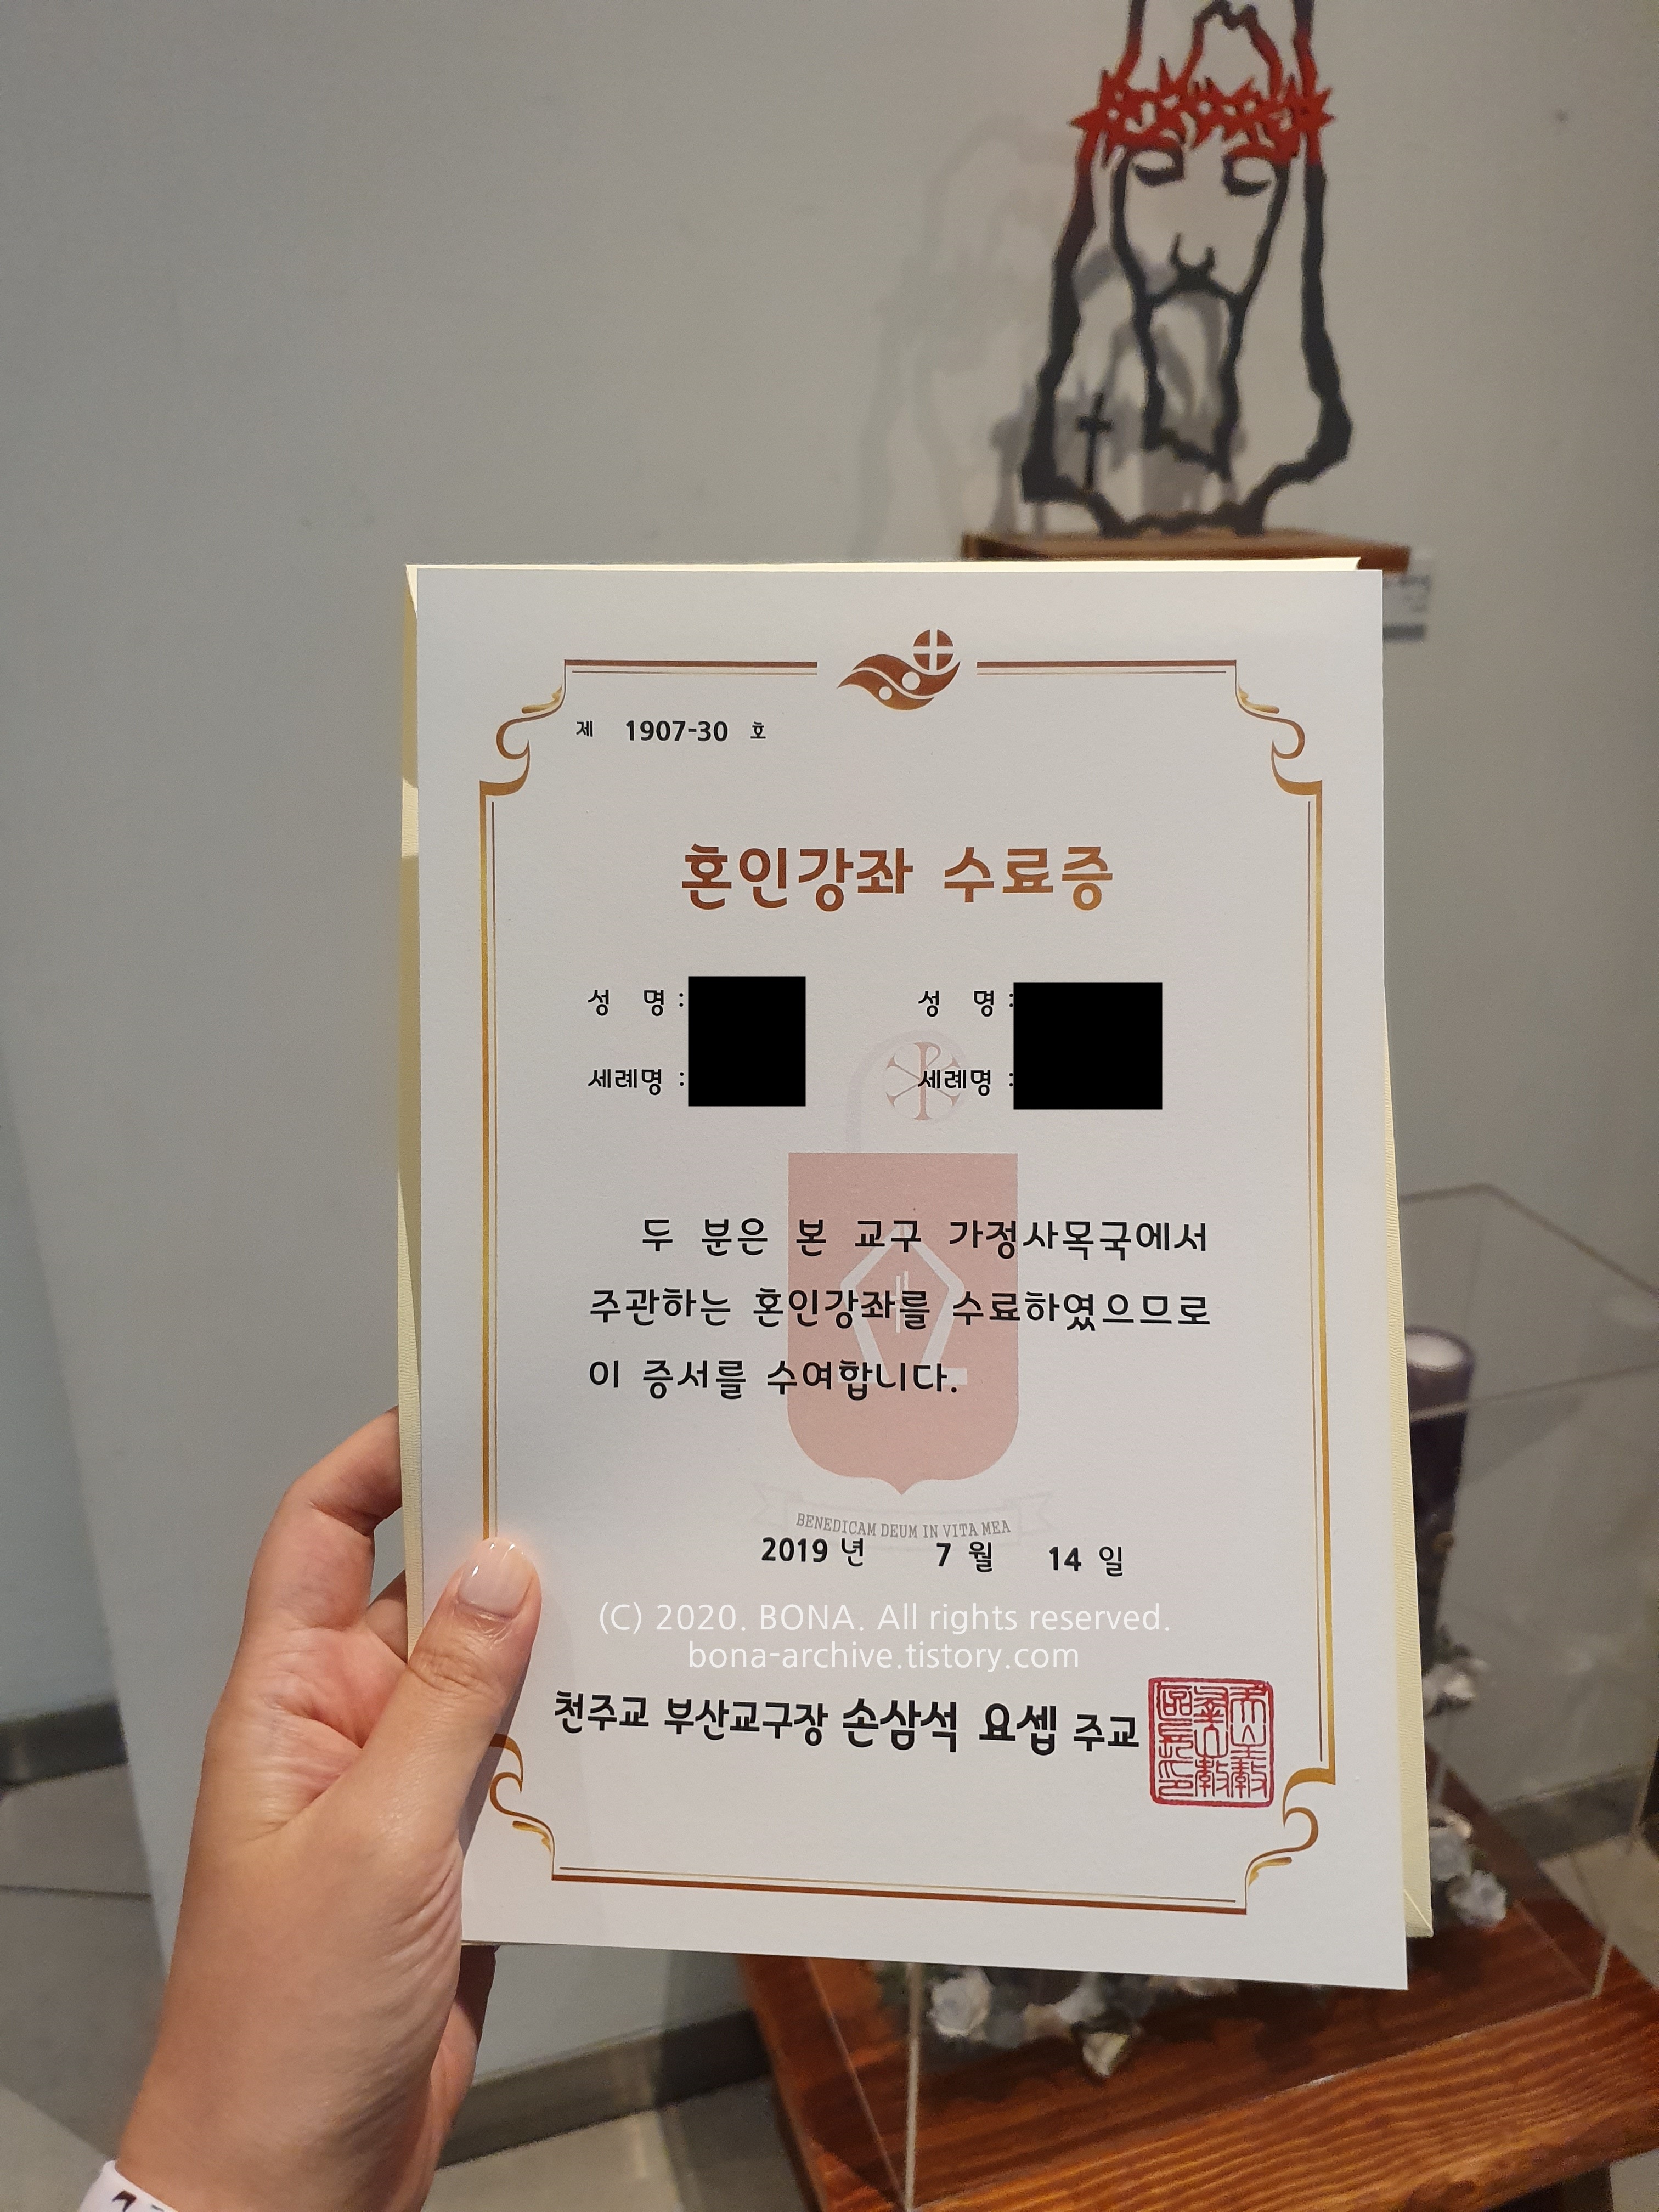 제 1907-30 호
혼인강좌 수료증
성 명 : 성 명 :
세례명 : 세례명 :
두 분은 본 교구 가정사목국에서
주관하는 혼인강좌를 수료하였으므로
이 증서를 수여합니다.
BENEDICAM DEUM IN VITA MEA
2019 년 7 월 14 일
(C) 2020. BONA. All rights reserved.
bona-archive.tistory.com
천주교 부산교구장 손삼석 요셉 주교